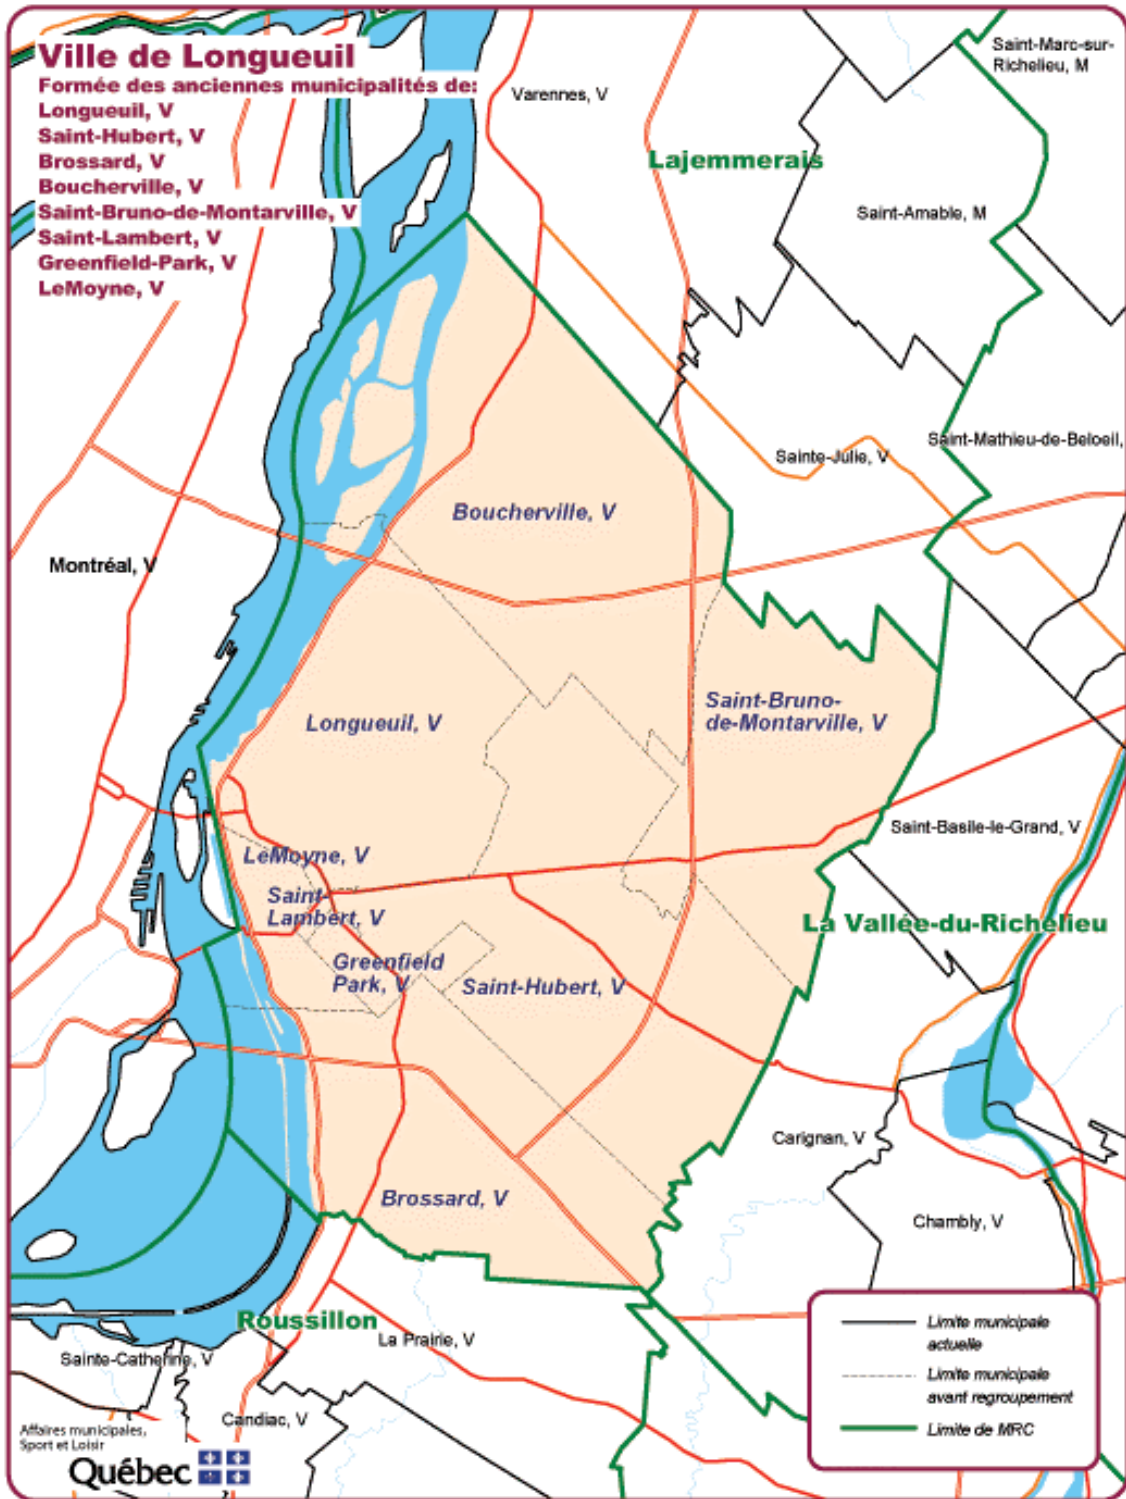 Ville de Longueuil
Formée des anciennes municipalités de:
Longueuil, V
Saint-Hubert, V
Brossard, V
Boucherville, V
Saint-Bruno-de-Montarville, V
Saint-Lambert, V
Greenfield-Park, V
LeMoyne, V
Varennes, V
Saint-Marc-sur-
Richelieu, M
Lajemmerais
Saint-Amable, M
Saint-Mathieu-de-Beloeil,
Sainte-Julie, V
Boucherville, V
Montréal, V
Longueuil, V
Saint-Bruno-
de-Montarville, V
Saint-Basile-le-Grand, V
LeMoyne, V
Saint-
Lambert, V
La Vallée-du-Richelieu
Greenfield
Park, V
Saint-Hubert, V
Carignan, V
Brossard, V
Chambly, V
Roussillon
La Prairie, V
Sainte-Catherine, V
Candiac, V
Limite municipale
actuelle
Limite municipale
avant regroupement
Limite de MRC
Affaires municipales,
Sport et Loisir
Québec